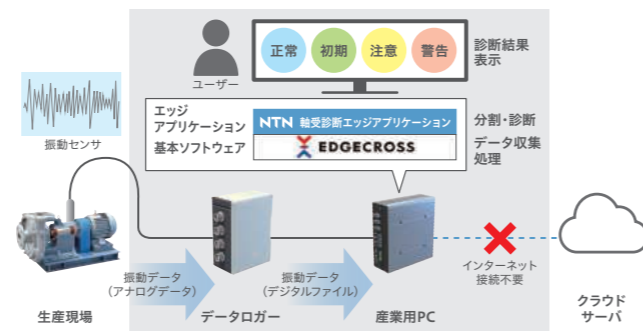 正常
初期
注意
警告
診断結果
表示
ユーザー
振動センサ
エッジ
アプリケーション
NTN 軸受診断エッジアプリケーション
分割・診断
基本ソフトウェア
EDGECROSS
データ収集
処理
振動データ
(アナログデータ)
振動データ
(デジタルファイル)
インターネット
接続不要
生産現場
データロガー
産業用PC
クラウド
サーバ